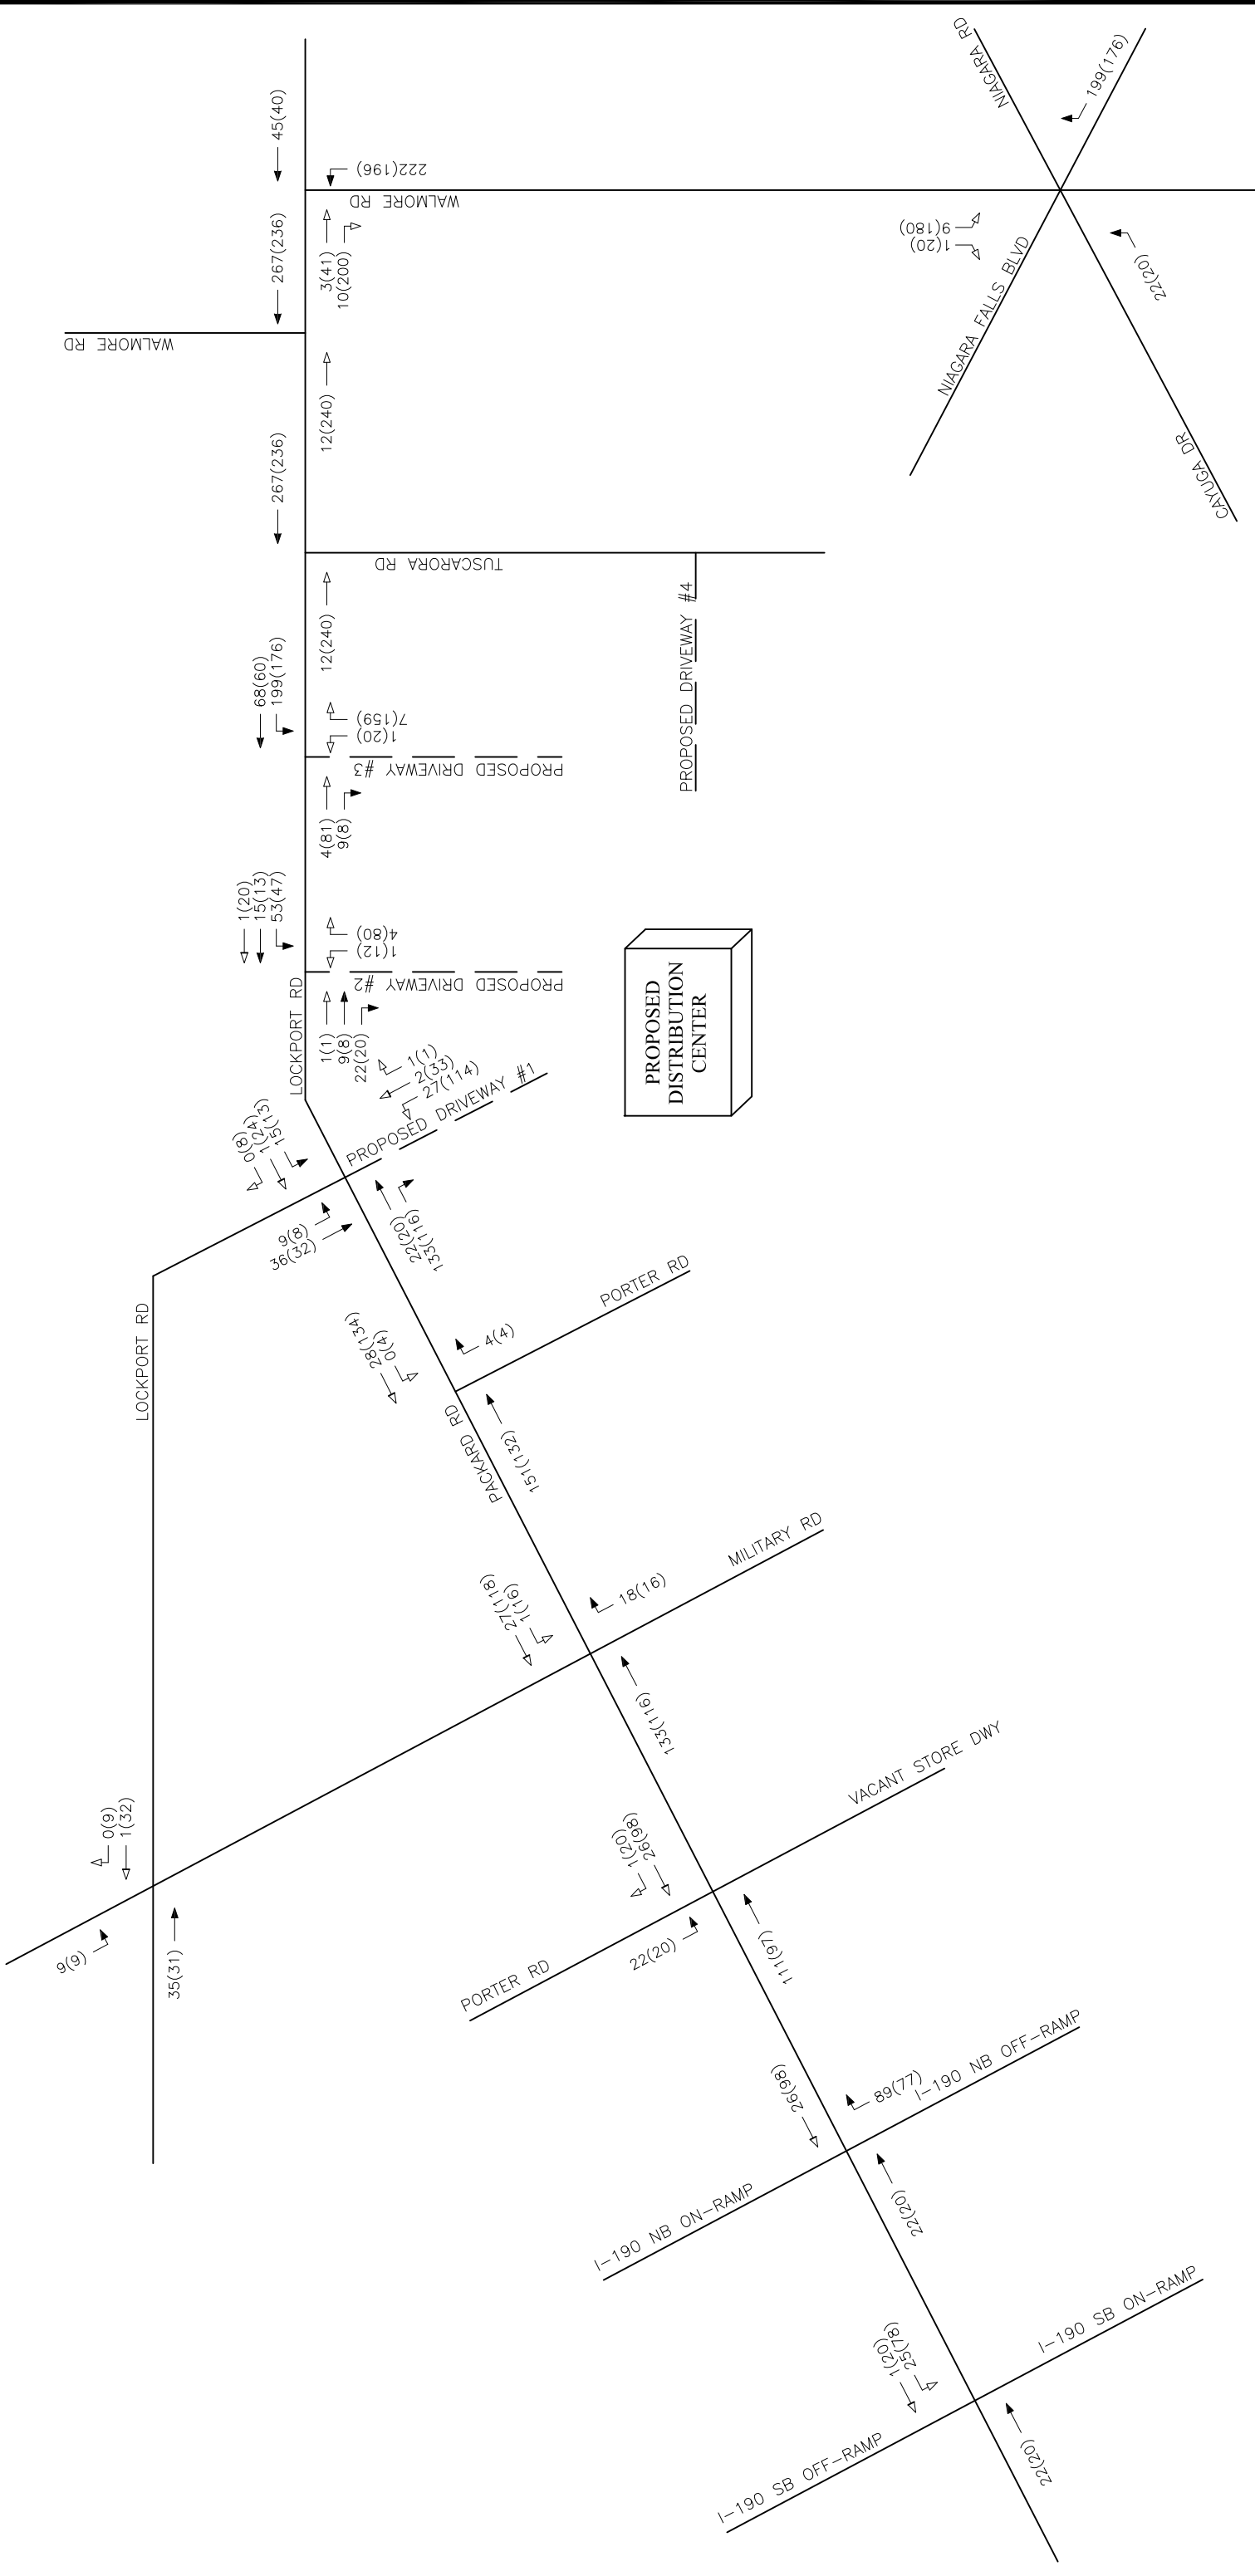 NIAGARA RD
199(176)
45(40)
222(196)
WALMORE RD
267(236)
3(41)
10(200)
9(180)
1(20)
22(20)
NIAGARA FALLS BLVD
CAYUGA DR
WALMORE RD
12(240)
267(236)
TUSCARORA RD
PROPOSED DRIVEWAY #4
12(240)
68(60)
199(176)
7(159)
1(20)
PROPOSED DRIVEWAY #3
4(81)
9(8)
1(20)
15(13)
53(47)
4(80)
1(12)
PROPOSED DRIVEWAY #2
PROPOSED
DISTRIBUTION
CENTER
LOCKPORT RD
1(1)
9(8)
22(20)
1(1)
2(33)
27(114)
PROPOSED DRIVEWAY #1
0(8)
1(24)
15(13)
9(8)
36(32)
22(20)
133(116)
LOCKPORT RD
PORTER RD
28(134)
0(4)
4(4)
PACKARD RD
151(132)
MILITARY RD
27(118)
1(16)
18(16)
133(116)
0(9)
1(32)
9(9)
35(31)
VACANT STORE DWY
1(20)
26(98)
22(20)
PORTER RD
111(97)
26(98)
89(77)
I-190 NB OFF-RAMP
I-190 NB ON-RAMP
22(20)
1(20)
25(78)
I-190 SB ON-RAMP
I-190 SB OFF-RAMP
22(20)